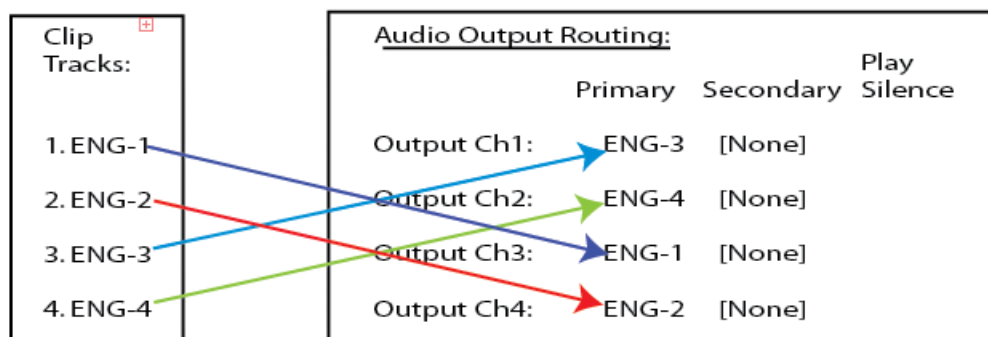 Clip
Tracks:
1. ENG-1
2. ENG-2
3. ENG-3
4. ENG-4
Audio Output Routing:
Primary Secondary Play Silence
Output Ch1: ENG-3 [None]
Output Ch2: ENG-4 [None]
Output Ch3: ENG-1 [None]
Output Ch4: ENG-2 [None]